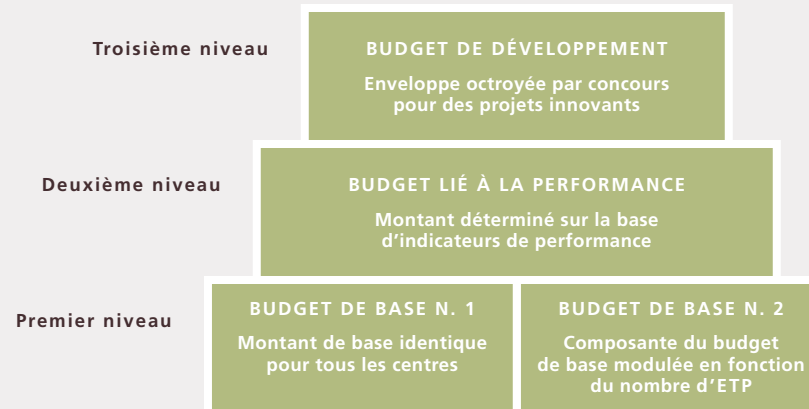 Troisième niveau
BUDGET DE DÉVELOPPEMENT
Enveloppe octroyée par concours
pour des projets innovants
Deuxième niveau
BUDGET LIÉ À LA PERFORMANCE
Montant déterminé sur la base
d'indicateurs de performance
Premier niveau
BUDGET DE BASE N. 1
Montant de base identique
pour tous les centres
BUDGET DE BASE N. 2
Composante du budget
de base modulée en fonction
du nombre d'ETP